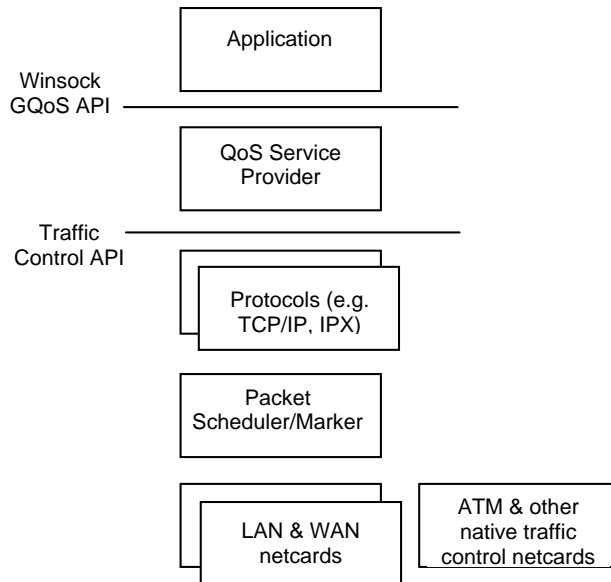 Application
Winsock
GQoS API
QoS Service
Provider
Traffic
Control API
Protocols (e.g.
TCP/IP, IPX)
Packet
Scheduler/Marker
LAN & WAN
netcards
ATM & other
native traffic
control netcards